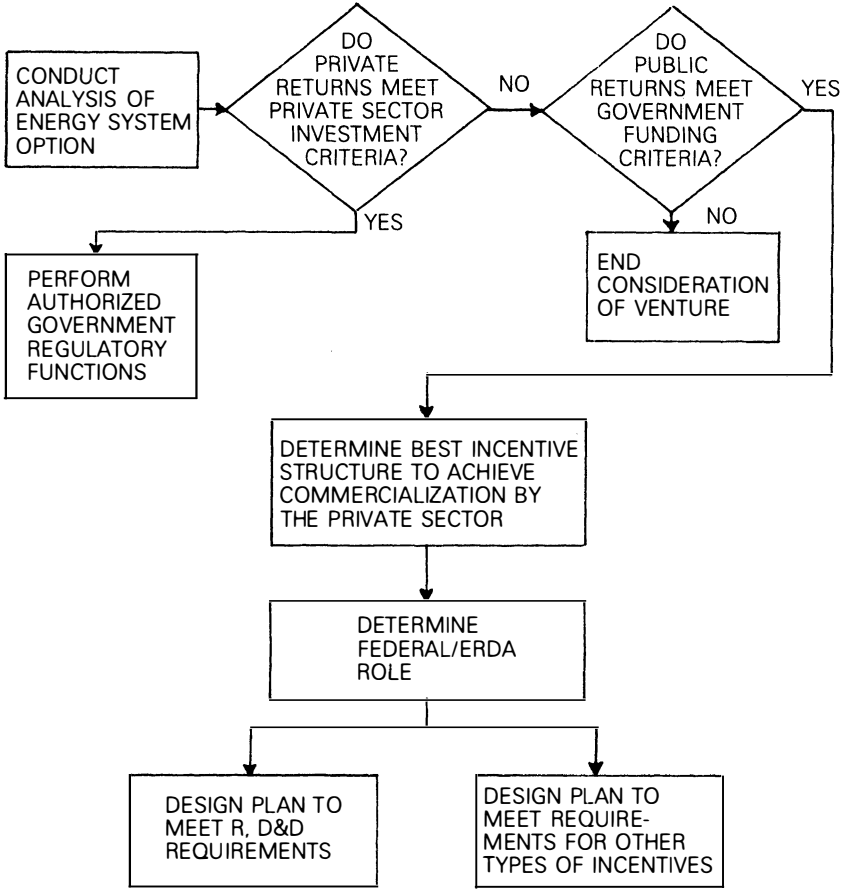 CONDUCT
ANALYSIS OF
ENERGY SYSTEM
OPTION
DO
PRIVATE
RETURNS MEET
PRIVATE SECTOR
INVESTMENT
CRITERIA?
NO
DO
PUBLIC
RETURNS MEET
GOVERNMENT
FUNDING
CRITERIA?
YES
YES
NO
PERFORM
AUTHORIZED
GOVERNMENT
REGULATORY
FUNCTIONS
END
CONSIDERATION
OF VENTURE
DETERMINE BEST INCENTIVE
STRUCTURE TO ACHIEVE
COMMERCIALIZATION BY
THE PRIVATE SECTOR
DETERMINE
FEDERAL/ERDA
ROLE
DESIGN PLAN TO
MEET R, D&D
REQUIREMENTS
DESIGN PLAN TO
MEET REQUIRE-
MENTS FOR OTHER
TYPES OF INCENTIVES